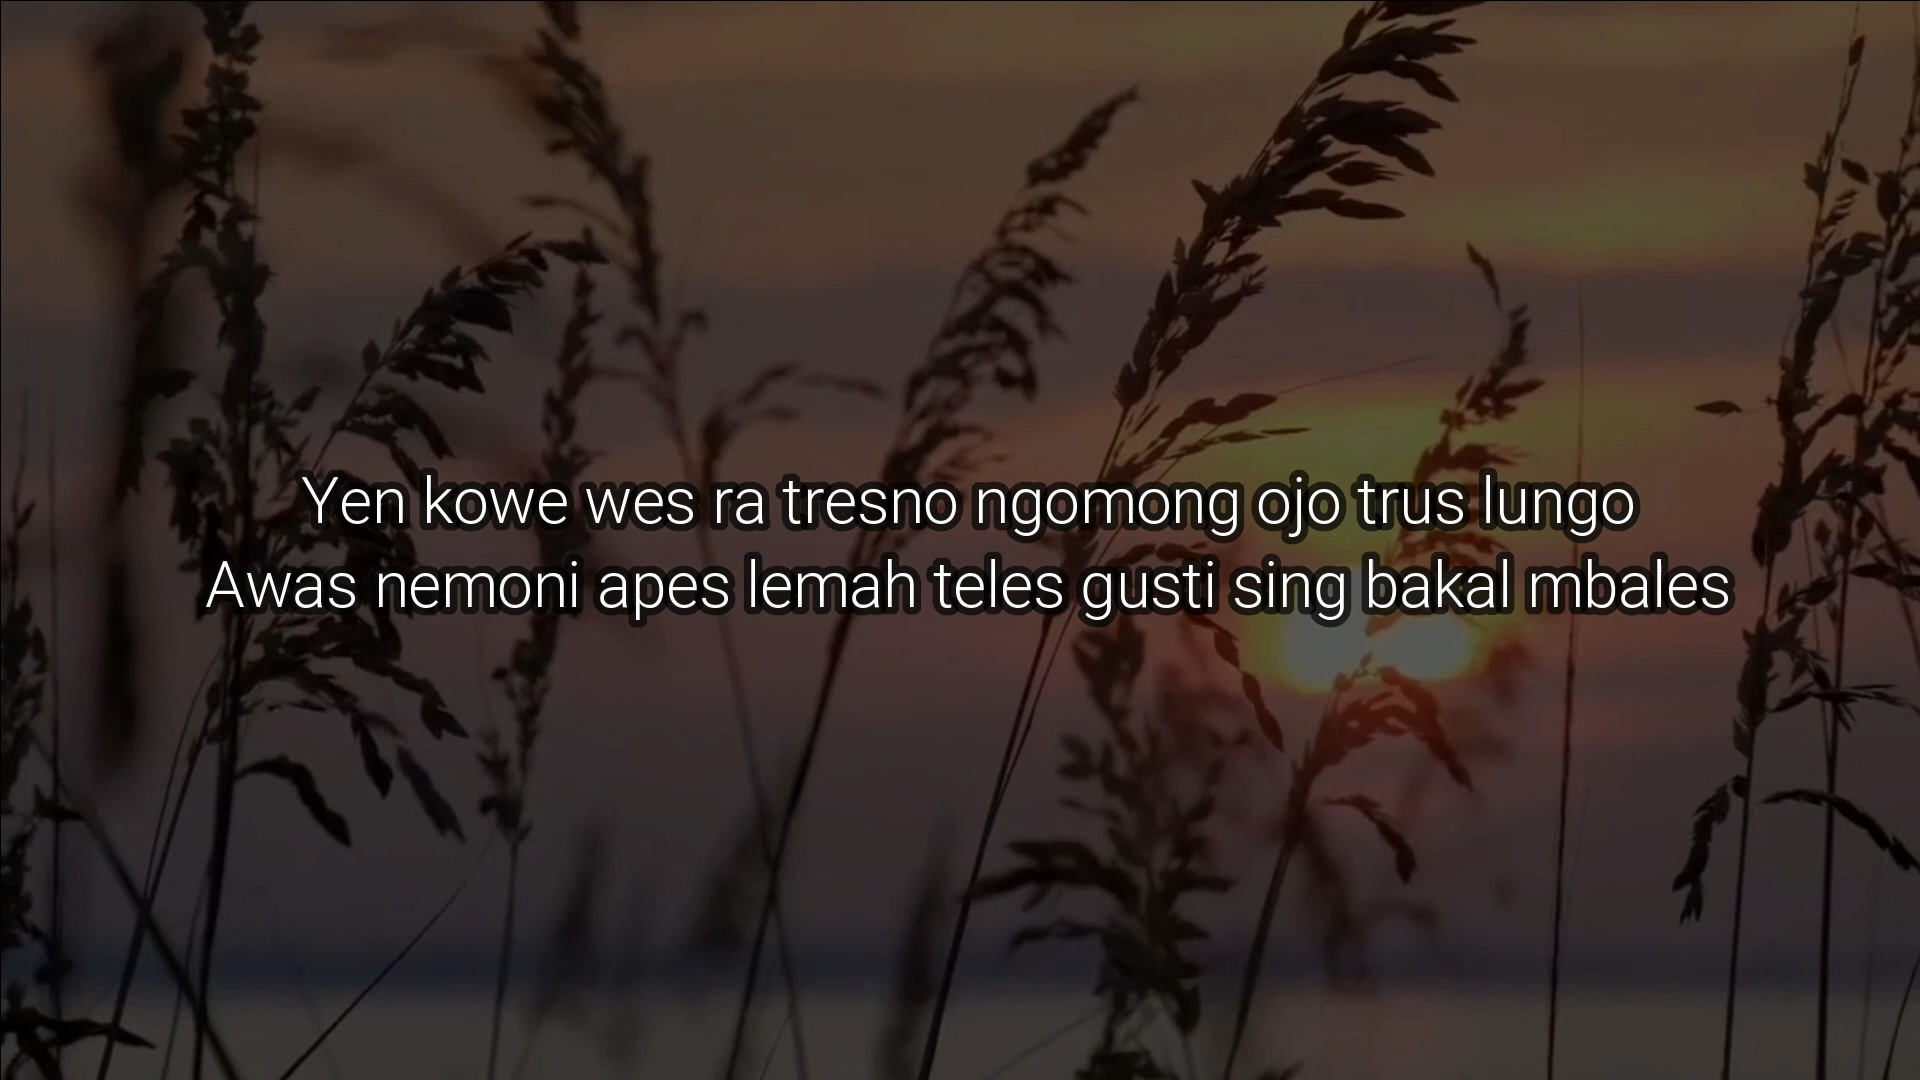 Yen kowe wes ra tresno ngomong ojo trus lungo
Awas nemoni apes lemah teles gusti sing bakal mbales